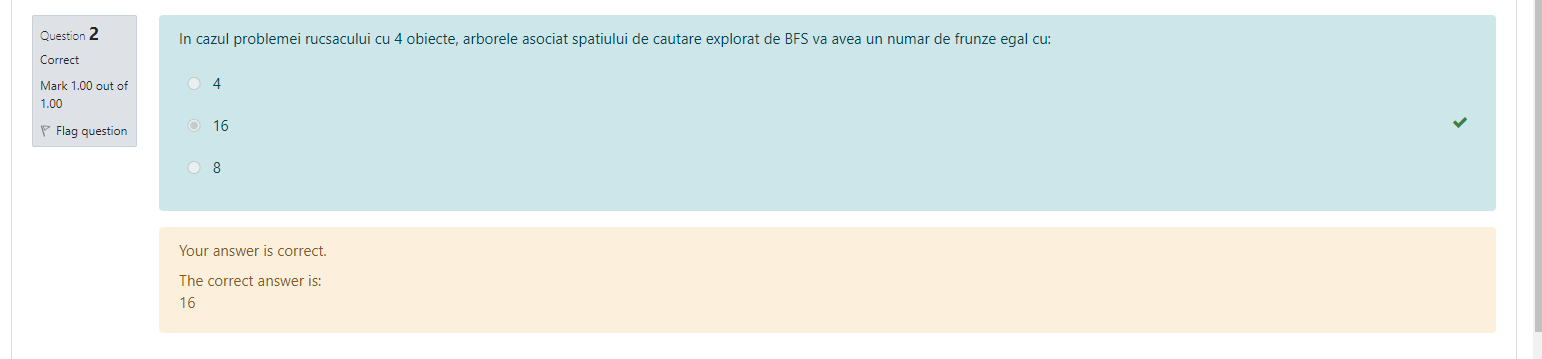 Question 2
Correct
Mark 1.00 out of
1.00
Flag question
In cazul problemei rucsacului cu 4 obiecte, arborele asociat spatiului de cautare explorat de BFS va avea un numar de frunze egal cu:
4
16
8
Your answer is correct.
The correct answer is:
16